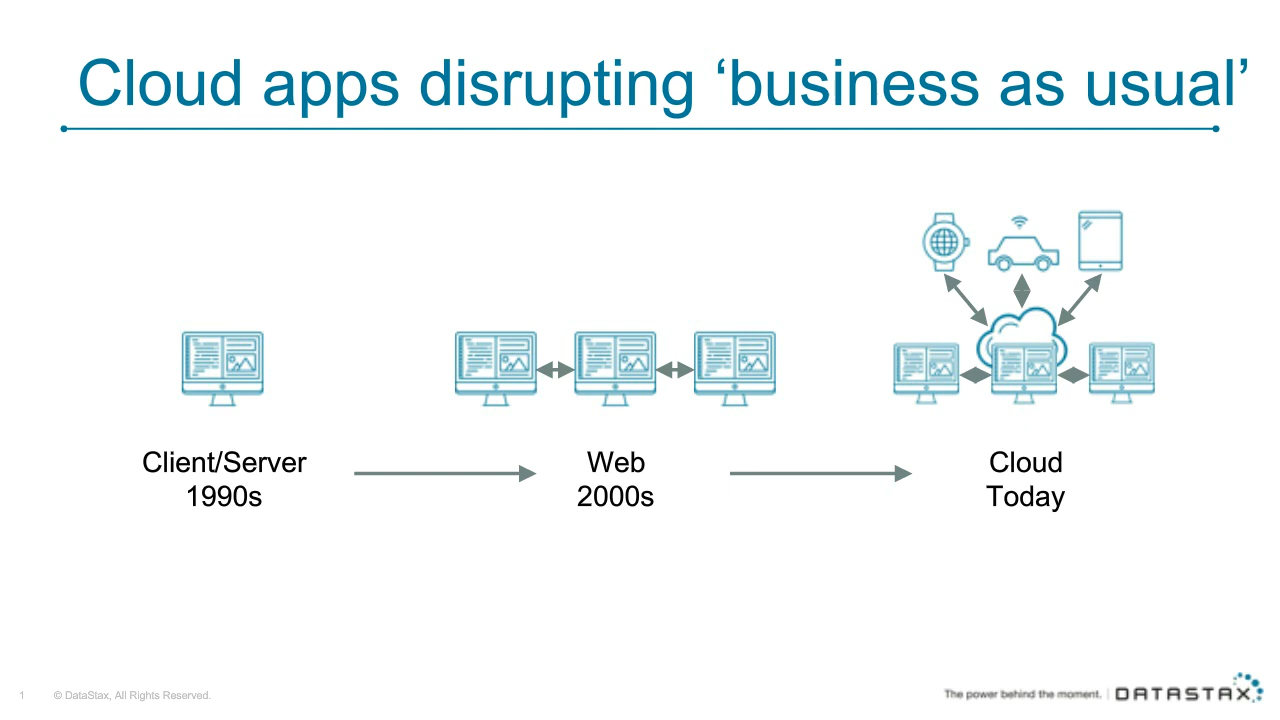 Cloud apps disrupting ‘business as usual’
Client/Server
1990s
Web
2000s
Cloud
Today
1 © DataStax, All Rights Reserved.
The power behind the moment. | DATASTAX